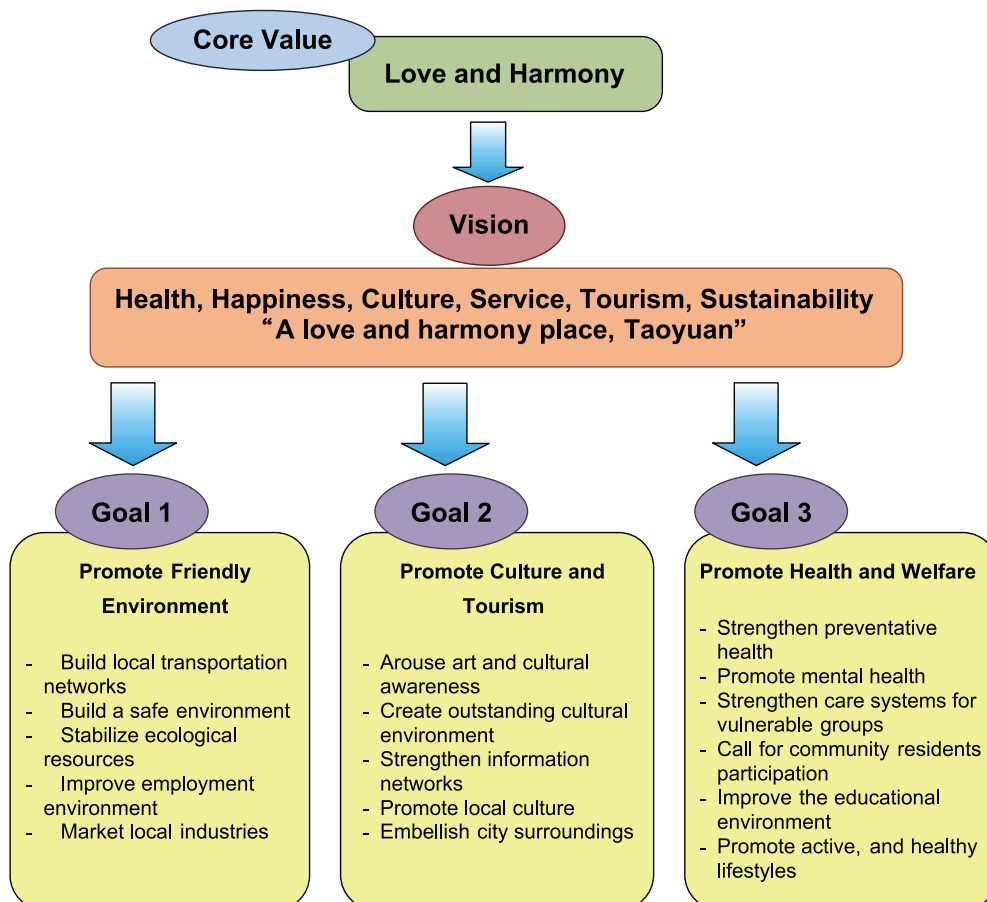 Core Value
Love and Harmony
Vision
Health, Happiness, Culture, Service, Tourism, Sustainability
“A love and harmony place, Taoyuan”
Goal 1
Promote Friendly
Environment
- Build local transportation
networks
- Build a safe environment
- Stabilize ecological
resources
- Improve employment
environment
- Market local industries
Goal 2
Promote Culture and
Tourism
- Arouse art and cultural
awareness
- Create outstanding cultural
environment
- Strengthen information
networks
- Promote local culture
- Embellish city surroundings
Goal 3
Promote Health and Welfare
- Strengthen preventative
health
- Promote mental health
- Strengthen care systems for
vulnerable groups
- Call for community residents
participation
- Improve the educational
environment
- Promote active, and healthy
lifestyles